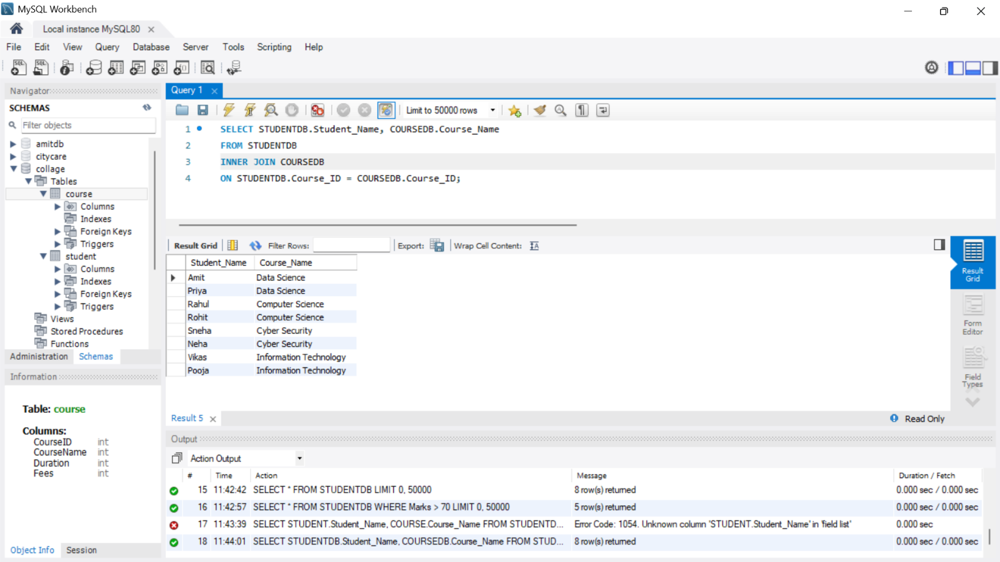 MySQL Workbench
Local instance MySQL80
File Edit View Query Database Server Tools Scripting Help
Navigator
SCHEMAS
Filter objects
amitdb
citycare
collage
Tables
course
Columns
Indexes
Foreign Keys
Triggers
student
Columns
Indexes
Foreign Keys
Triggers
Views
Stored Procedures
Functions
Administration Schemas
Information
Table: course
Columns:
CourseID int
CourseName int
Duration int
Fees int
Object Info Session
Query 1
Limit to 50000 rows
1 SELECT STUDENTDB.Student_Name, COURSEDB.Course_Name
2 FROM STUDENTDB
3 INNER JOIN COURSEDB
4 ON STUDENTDB.Course_ID = COURSEDB.Course_ID;
Result Grid Filter Rows: Export: Wrap Cell Content:
Student_Name Course_Name
Amit Data Science
Priya Data Science
Rahul Computer Science
Rohit Computer Science
Sneha Cyber Security
Neha Cyber Security
Vikas Information Technology
Pooja Information Technology
Result
Grid
Form
Editor
Field
Types
Result 5
Read Only
Output
Action Output
# Time Action Message Duration / Fetch
15 11:42:42 SELECT * FROM STUDENTDB LIMIT 0, 50000 8 row(s) returned 0.000 sec / 0.000 sec
16 11:42:57 SELECT * FROM STUDENTDB WHERE Marks > 70 LIMIT 0, 50000 5 row(s) returned 0.000 sec / 0.000 sec
17 11:43:39 SELECT STUDENT.Student_Name, COURSE.Course_Name FROM STUDENTD... Error Code: 1054. Unknown column 'STUDENT.Student_Name' in 'field list' 0.000 sec
18 11:44:01 SELECT STUDENTDB.Student_Name, COURSEDB.Course_Name FROM STUD... 8 row(s) returned 0.000 sec / 0.000 sec